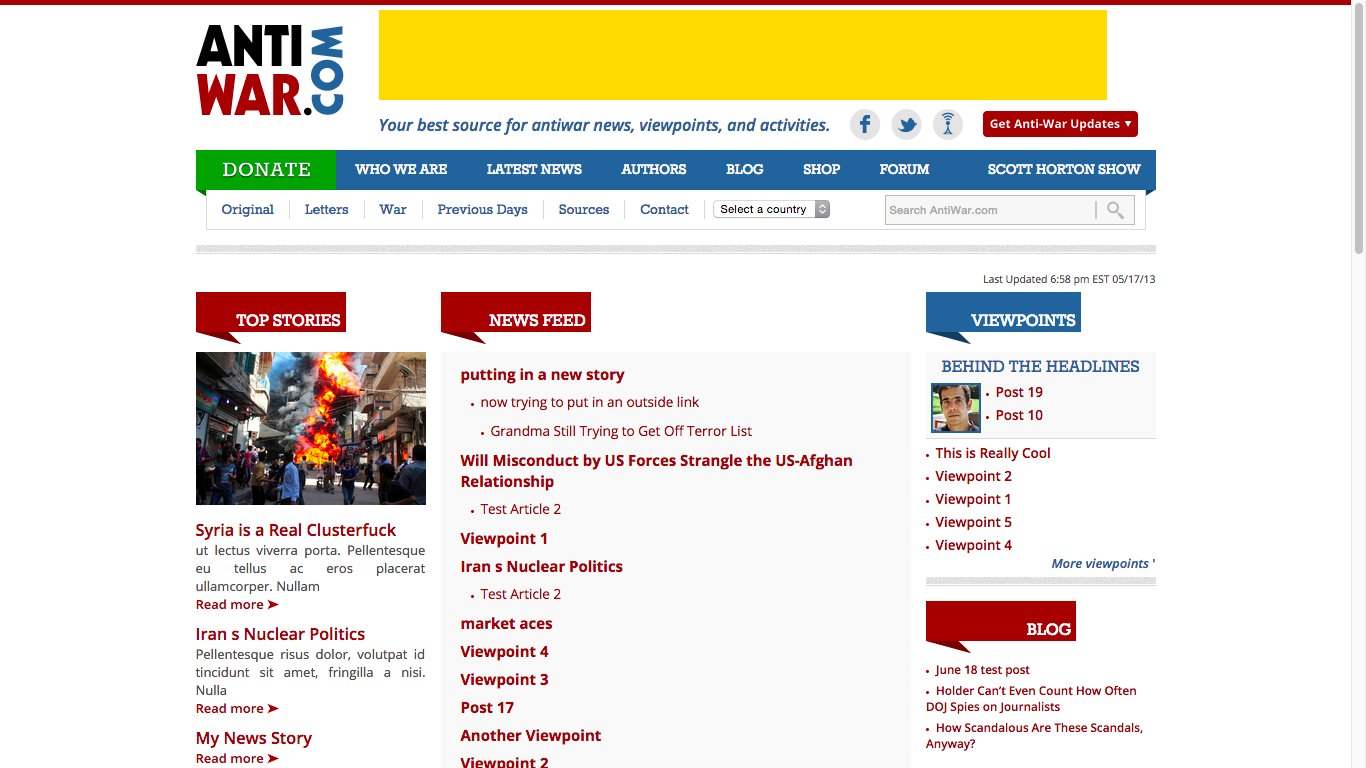 ANTI
WAR.COM
Your best source for antiwar news, viewpoints, and activities.
Get Anti-War Updates ▼
DONATE
WHO WE ARE
LATEST NEWS
AUTHORS
BLOG
SHOP
FORUM
SCOTT HORTON SHOW
Original
Letters
War
Previous Days
Sources
Contact
Select a country
Search AntiWar.com
Last Updated 6:58 pm EST 05/17/13
TOP STORIES
Syria is a Real Clusterfuck
ut lectus viverra porta. Pellentesque
eu tellus ac eros placerat
ullamcorper. Nullam
Read more ➤
Iran s Nuclear Politics
Pellentesque risus dolor, volutpat id
tincidunt sit amet, fringilla a nisi.
Nulla
Read more ➤
My News Story
Read more ➤
NEWS FEED
putting in a new story
• now trying to put in an outside link
• Grandma Still Trying to Get Off Terror List
Will Misconduct by US Forces Strangle the US-Afghan
Relationship
• Test Article 2
Viewpoint 1
Iran s Nuclear Politics
• Test Article 2
market aces
Viewpoint 4
Viewpoint 3
Post 17
Another Viewpoint
Viewpoint 2
VIEWPOINTS
BEHIND THE HEADLINES
• Post 19
• Post 10
• This is Really Cool
• Viewpoint 2
• Viewpoint 1
• Viewpoint 5
• Viewpoint 4
More viewpoints '
BLOG
• June 18 test post
• Holder Can't Even Count How Often
DOJ Spies on Journalists
• How Scandalous Are These Scandals,
Anyway?